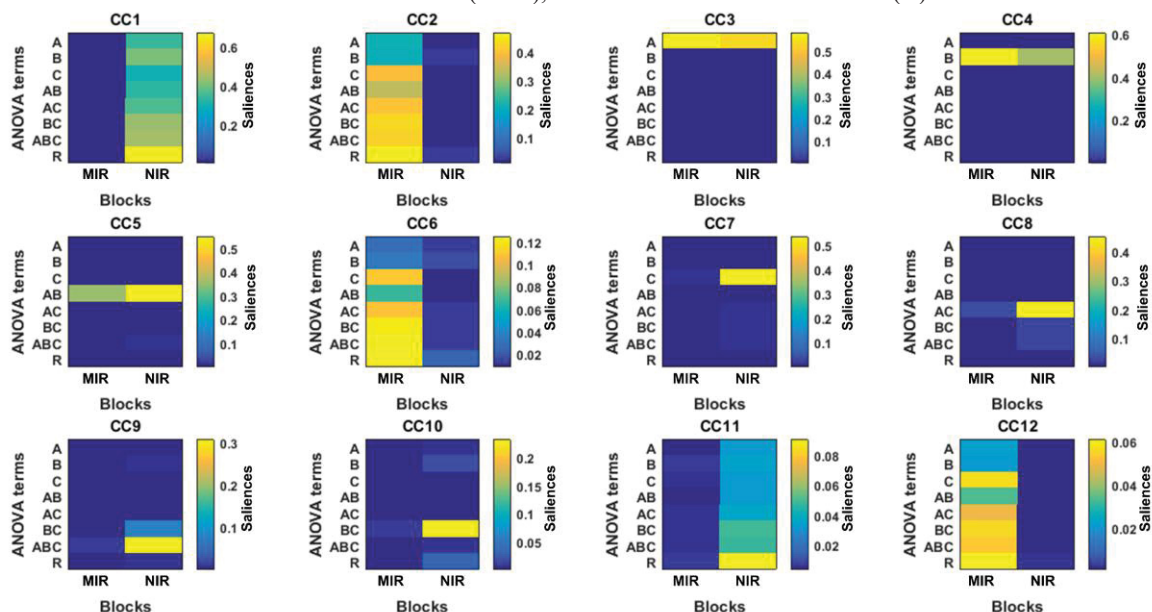 CC1
A
B
C
AB
AC
BC
ABC
R
ANOVA terms
MIR NIR
Blocks
0.6
0.4
0.2
Saliences
CC2
A
B
C
AB
AC
BC
ABC
R
ANOVA terms
MIR NIR
Blocks
0.4
0.3
0.2
0.1
Saliences
CC3
A
B
C
AB
AC
BC
ABC
R
ANOVA terms
MIR NIR
Blocks
0.5
0.4
0.3
0.2
0.1
Saliences
CC4
A
B
C
AB
AC
BC
ABC
R
ANOVA terms
MIR NIR
Blocks
0.6
0.4
0.2
Saliences
CC5
A
B
C
AB
AC
BC
ABC
R
ANOVA terms
MIR NIR
Blocks
0.5
0.4
0.3
0.2
0.1
Saliences
CC6
A
B
C
AB
AC
BC
ABC
R
ANOVA terms
MIR NIR
Blocks
0.12
0.1
0.08
0.06
0.04
0.02
Saliences
CC7
A
B
C
AB
AC
BC
ABC
R
ANOVA terms
MIR NIR
Blocks
0.5
0.4
0.3
0.2
0.1
Saliences
CC8
A
B
C
AB
AC
BC
ABC
R
ANOVA terms
MIR NIR
Blocks
0.4
0.3
0.2
0.1
Saliences
CC9
A
B
C
AB
AC
BC
ABC
R
ANOVA terms
MIR NIR
Blocks
0.3
0.2
0.1
Saliences
CC10
A
B
C
AB
AC
BC
ABC
R
ANOVA terms
MIR NIR
Blocks
0.2
0.15
0.1
0.05
Saliences
CC11
A
B
C
AB
AC
BC
ABC
R
ANOVA terms
MIR NIR
Blocks
0.08
0.06
0.04
0.02
Saliences
CC12
A
B
C
AB
AC
BC
ABC
R
ANOVA terms
MIR NIR
Blocks
0.06
0.04
0.02
Saliences